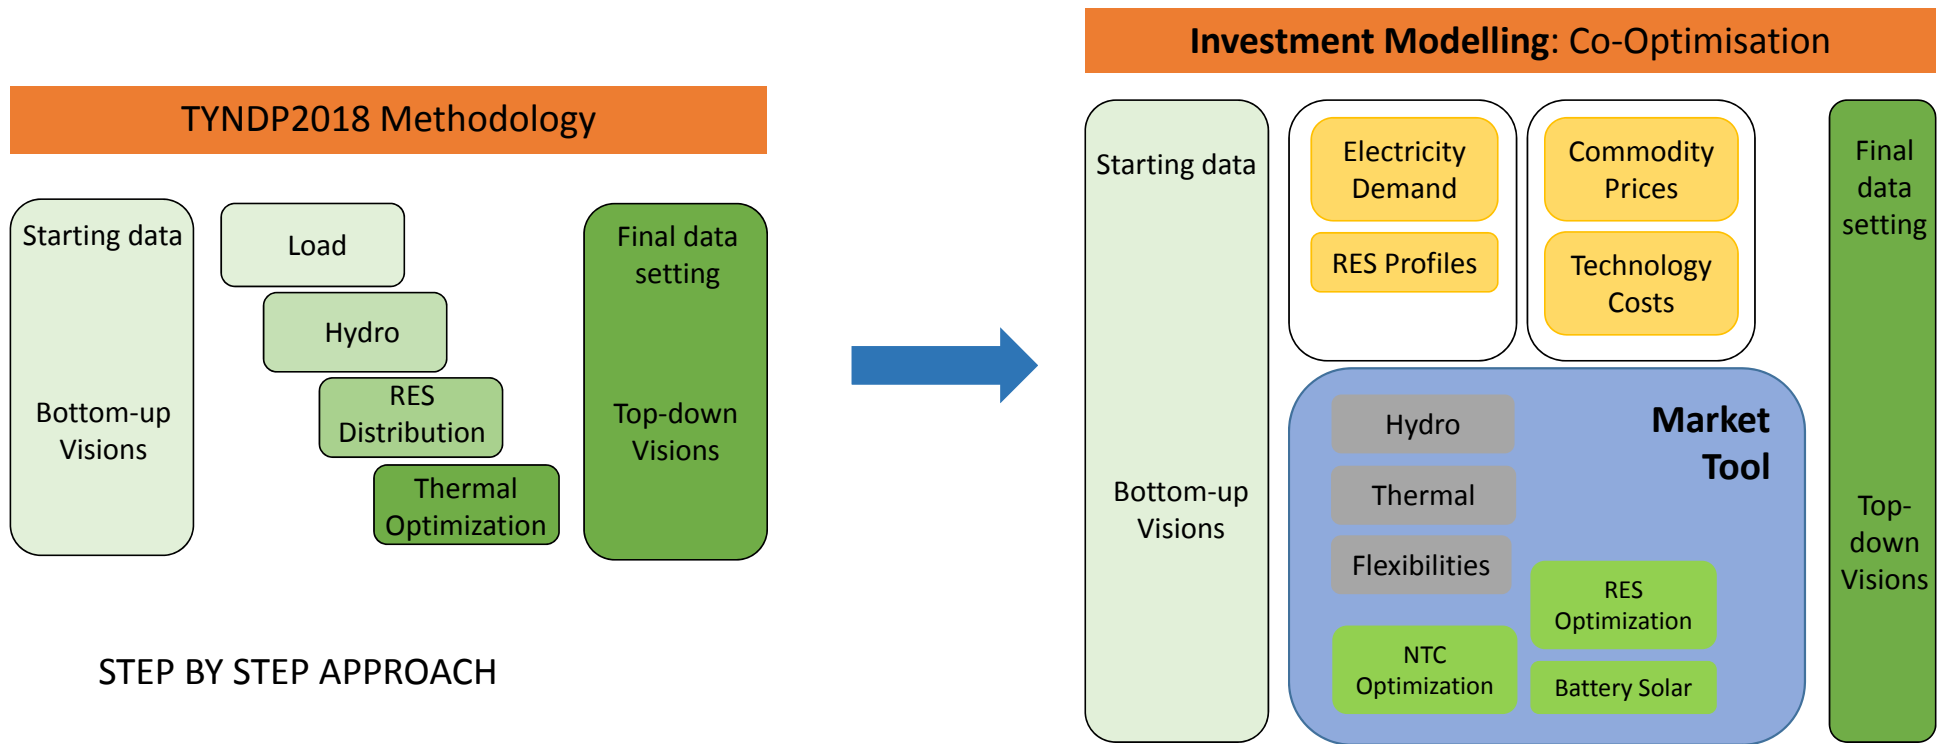 TYNDP2018 Methodology
Starting data
Bottom-up
Visions
Load
Hydro
RES
Distribution
Thermal
Optimization
Final data
setting
Top-down
Visions
STEP BY STEP APPROACH
Investment Modelling: Co-Optimisation
Starting data
Bottom-up
Visions
Electricity
Demand
RES Profiles
Commodity
Prices
Technology
Costs
Market
Tool
Hydro
Thermal
Flexibilities
NTC
Optimization
RES
Optimization
Battery Solar
Final
data
setting
Top-
down
Visions